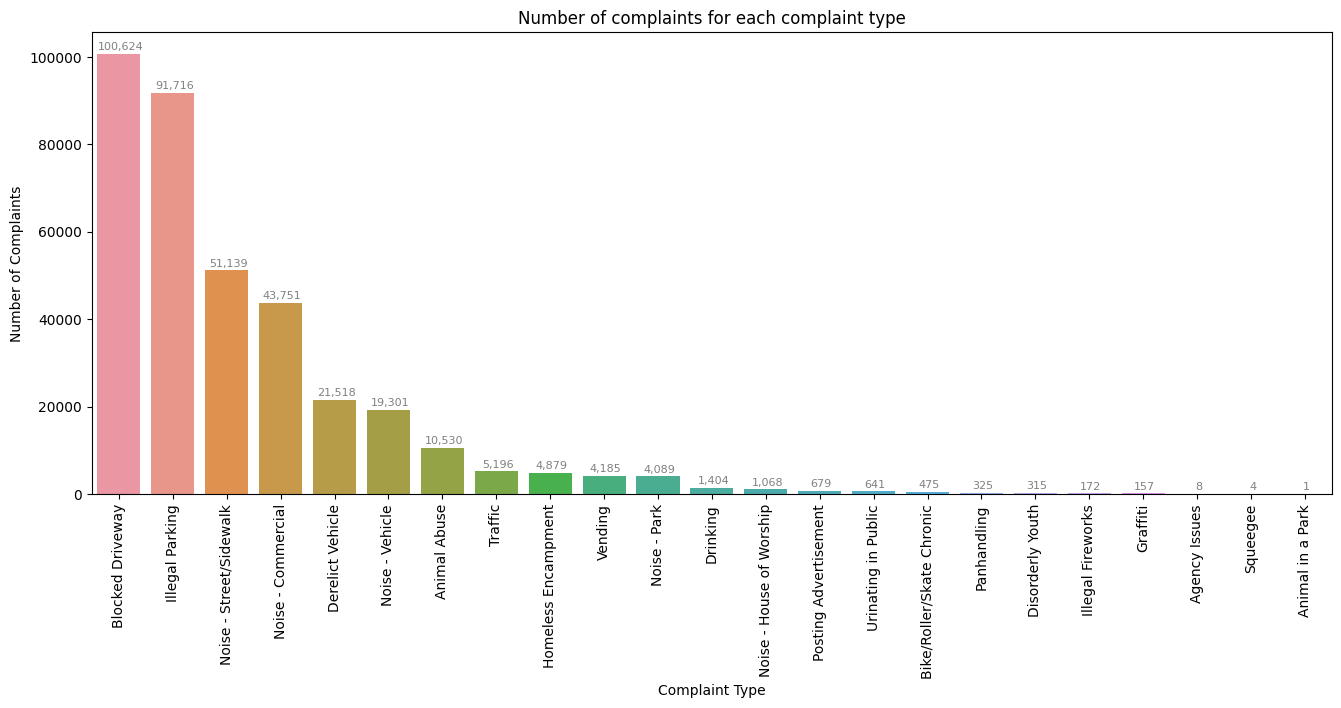 Number of complaints for each complaint type
Number of Complaints
100000
80000
60000
40000
20000
0
100,624
91,716
51,139
43,751
21,518
19,301
10,530
5,196
4,879
4,185
4,089
1,404
1,068
679
641
475
325
315
172
157
8
4
1
Blocked Driveway
Illegal Parking
Noise - Street/Sidewalk
Noise - Commercial
Derelict Vehicle
Noise - Vehicle
Animal Abuse
Traffic
Homeless Encampment
Vending
Noise - Park
Drinking
Noise - House of Worship
Posting Advertisement
Urinating in Public
Bike/Roller/Skate Chronic
Panhandling
Disorderly Youth
Illegal Fireworks
Graffiti
Agency Issues
Squeegee
Animal in a Park
Complaint Type